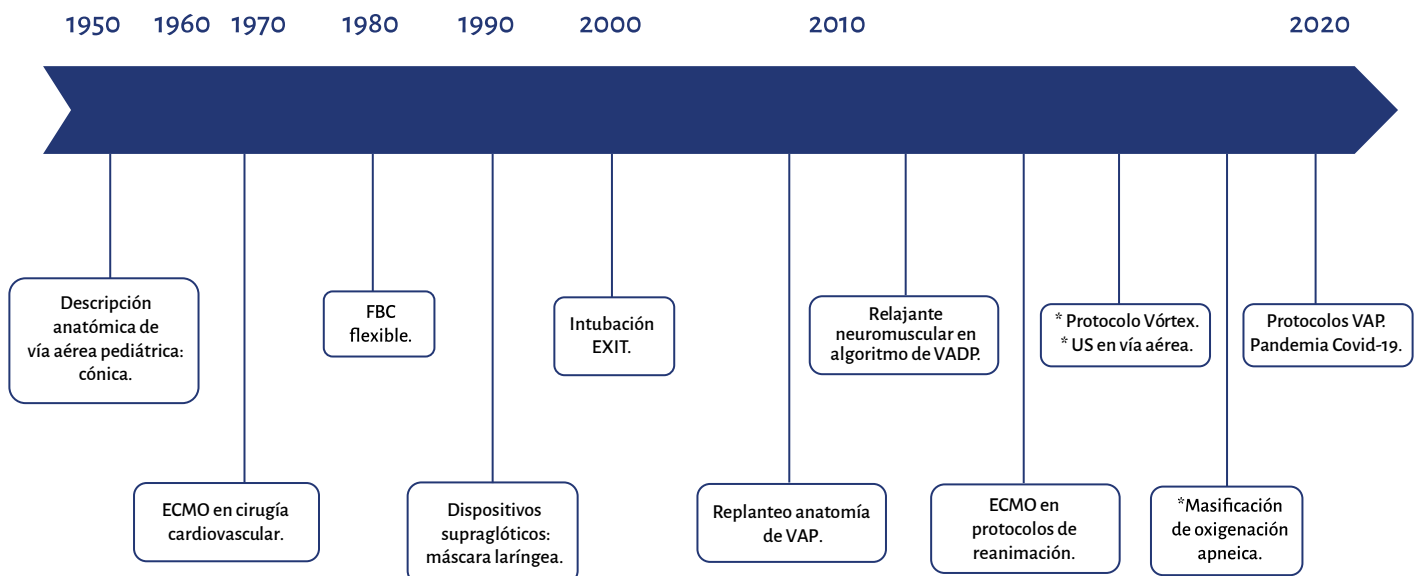 1950 1960 1970 1980 1990 2000 2010 2020
Descripción
anatómica de
vía aérea pediátrica:
cónica.
FBC
flexible.
Intubación
EXIT.
Relajante
neuromuscular en
algoritmo de VADP.
* Protocolo Vórtex.
* US en vía aérea.
Protocolos VAP.
Pandemia Covid-19.
ECMO en cirugía
cardiovascular.
Dispositivos
supraglóticos:
máscara laríngea.
Replanteo anatomía
de VAP.
ECMO en
protocolos de
reanimación.
*Masificación
de oxigenación
apneica.